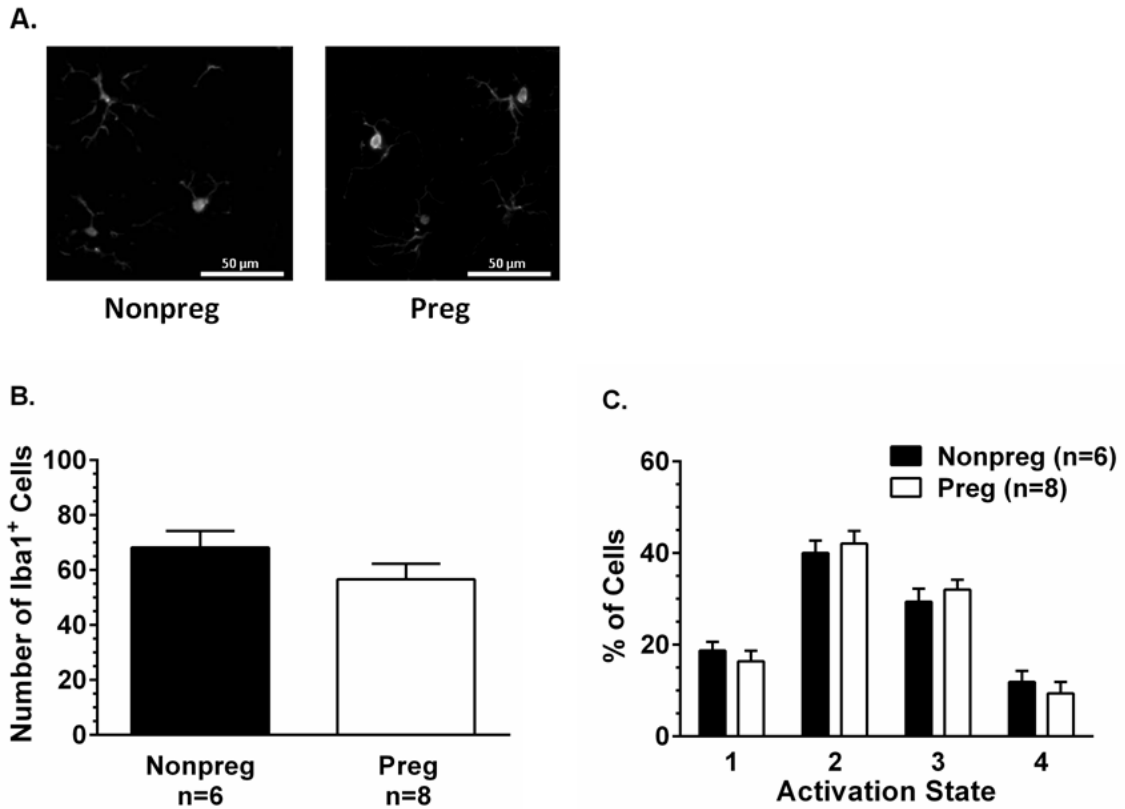 A.
50 µm
50 µm
Nonpreg
Preg
B.
Number of Iba1⁺ Cells
100
80
60
40
20
0
Nonpreg
n=6
Preg
n=8
C.
Nonpreg (n=6)
Preg (n=8)
% of Cells
60
40
20
0
1 2 3 4
Activation State